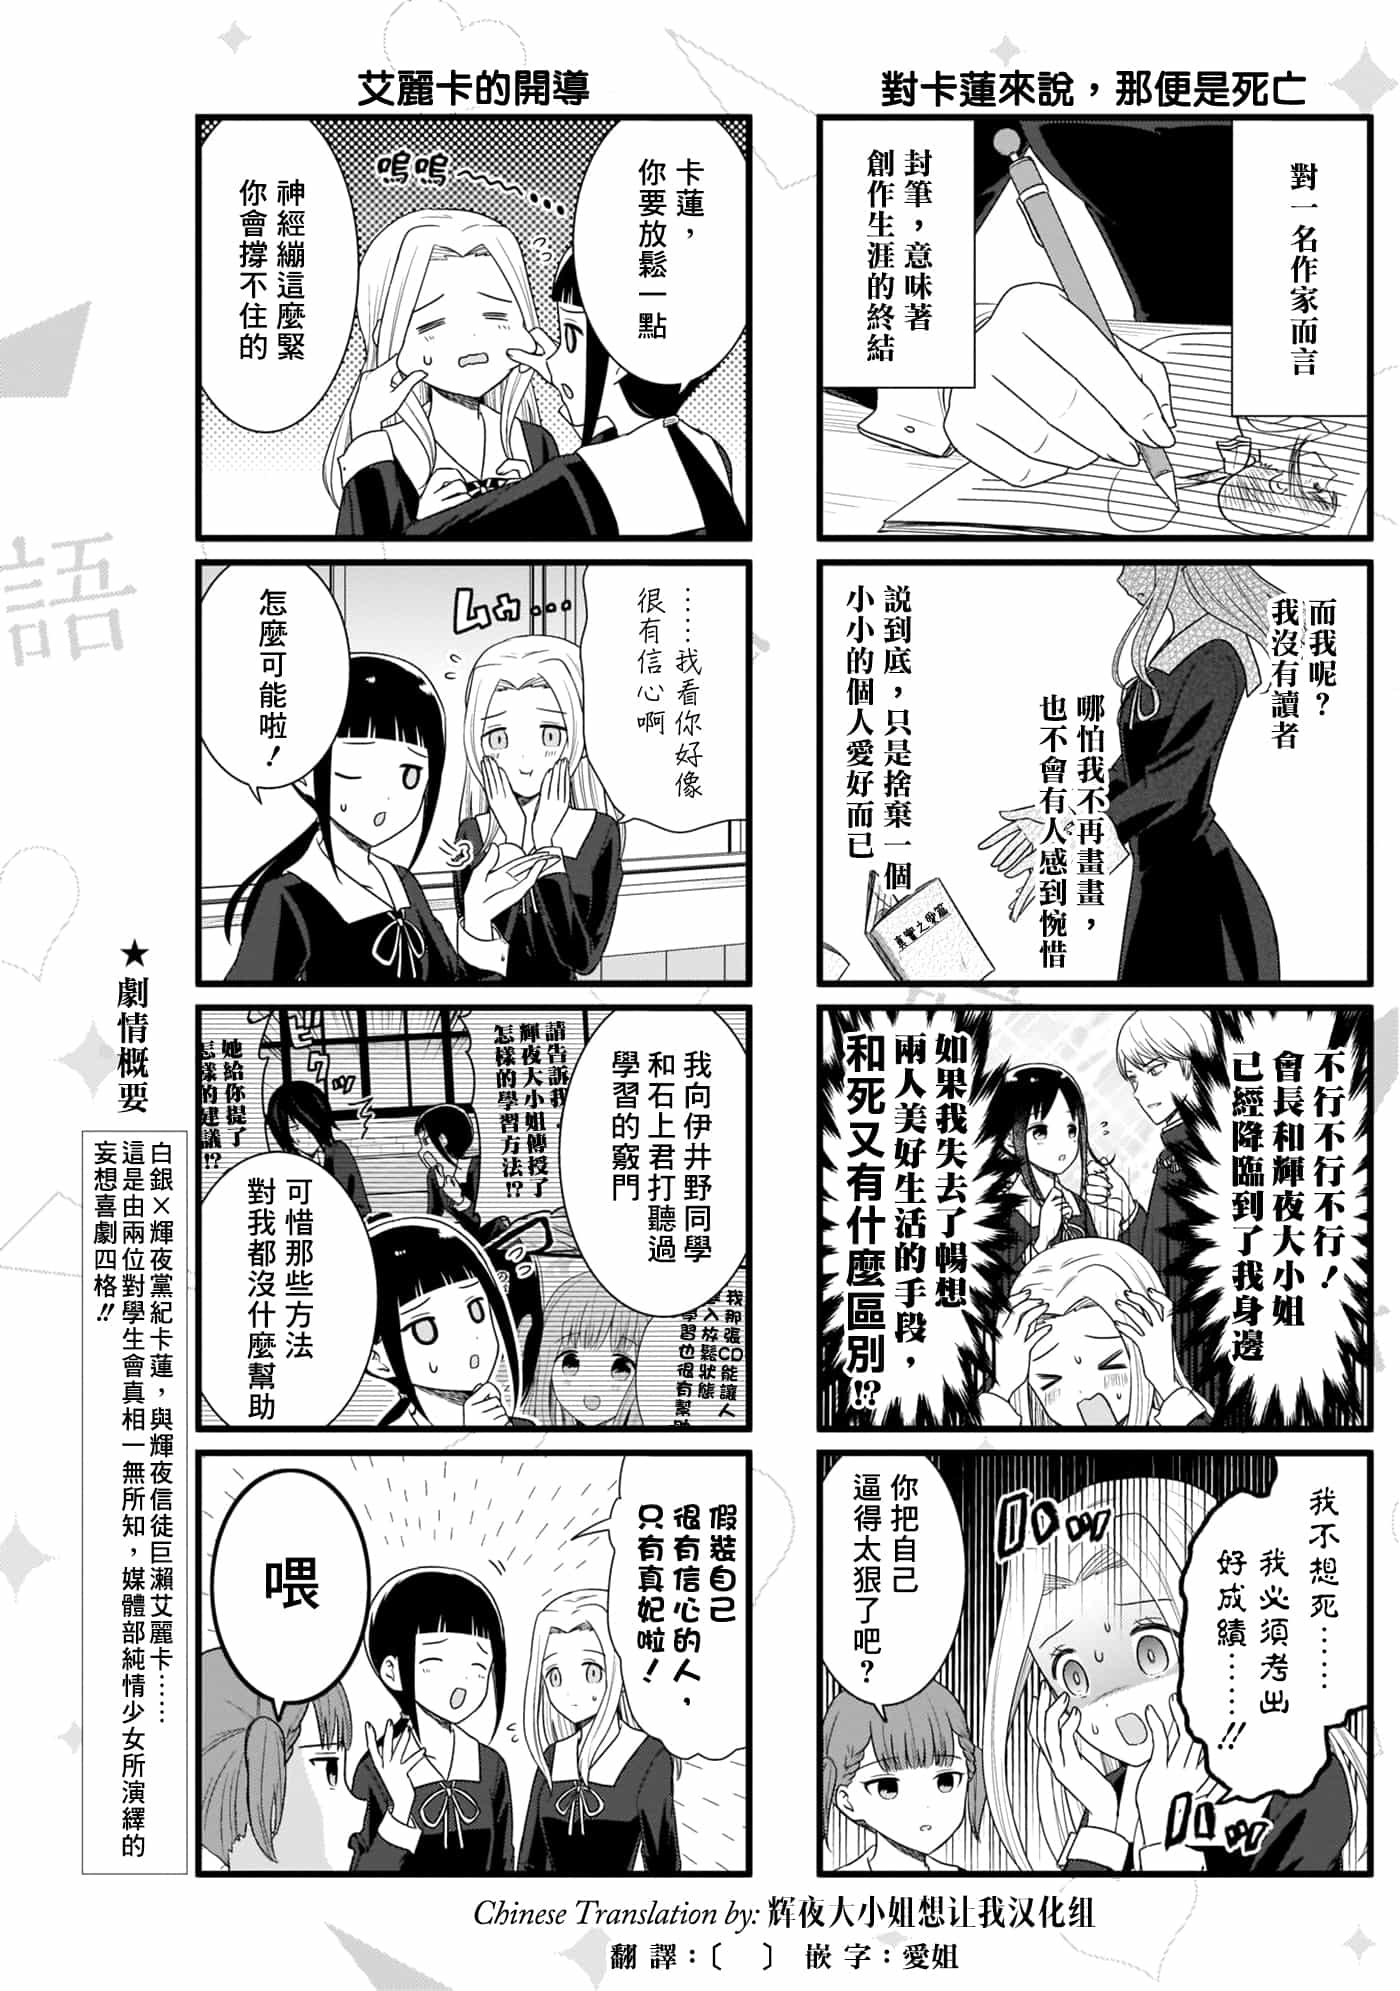 對卡蓮來說，那便是死亡
對一名作家而言
封筆，意味著
創作生涯的終結
而我呢？
我沒有讀者
哪怕我不再畫畫，
也不會有人感到惋惜
說到底，只是捨棄一個
小小的個人愛好而已
真實之愛篇
不行不行不行！
會長和輝夜大小姐
已經降臨到了我身邊
如果我失去了暢想
兩人美好生活的手段，
和死又有什麼區別!?
我不想死……
我必須考出
好成績……!!
你把自己
逼得太狠了吧？
艾麗卡的開導
卡蓮，
你要放鬆一點
嗚嗚～……
神經繃這麼緊
你會撐不住的
……我看你好像
很有信心啊
ムゥ…
怎麼可能啦！
我向伊井野同學
和石上君打聽過
學習的竅門
請告訴我，
輝夜大小姐傳授了
怎樣的學習方法!?
她給你提了
怎樣的建議!?
我那張CD能讓人
進入放鬆狀態
學習也很有幫助
可惜那些方法
對我都沒什麼幫助
假裝自己
很有信心的人，
只有真妃啦！
喂
★劇情概要
白銀×輝夜黨紀卡蓮，與輝夜信徒巨瀨艾麗卡……
這是由兩位對學生會真相一無所知，媒體部純情少女所演繹的
妄想喜劇四格!!
語
Chinese Translation by: 辉夜大小姐想让我汉化组
翻譯：〔　〕 嵌字：愛姐